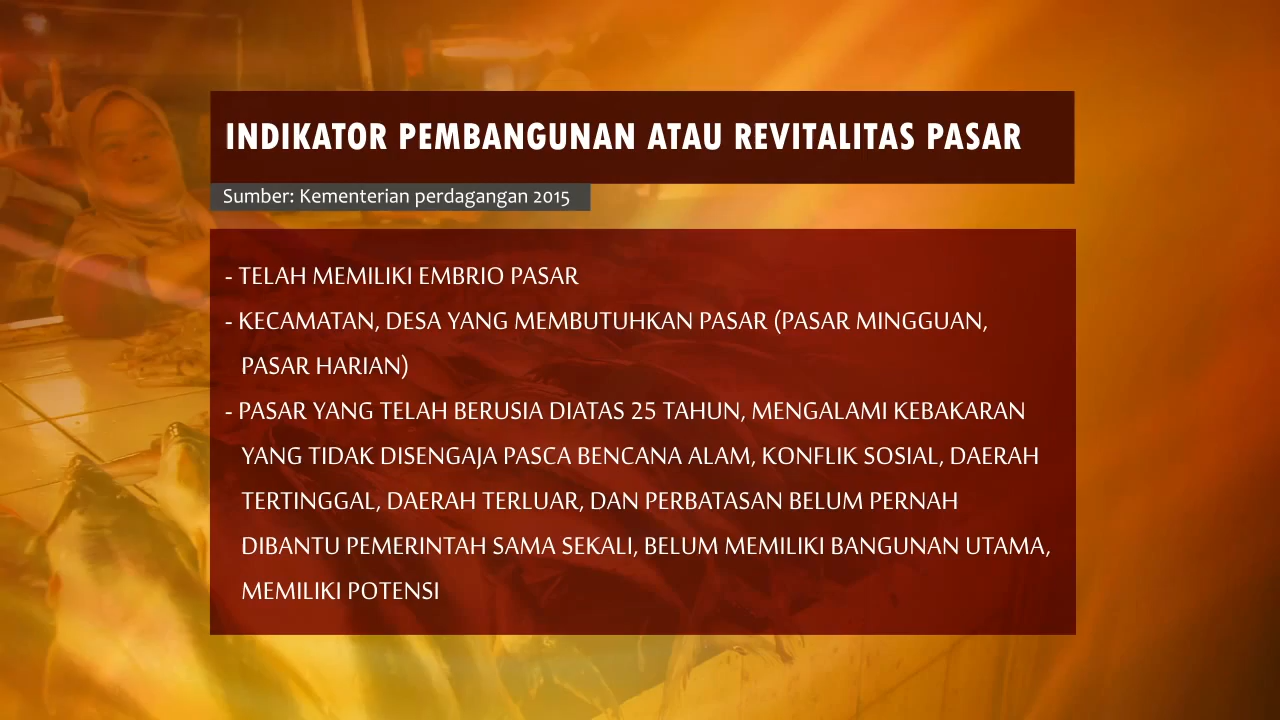 INDIKATOR PEMBANGUNAN ATAU REVITALITAS PASAR
Sumber: Kementerian perdagangan 2015
- TELAH MEMILIKI EMBRIO PASAR
- KECAMATAN, DESA YANG MEMBUTUHKAN PASAR (PASAR MINGGUAN,
PASAR HARIAN)
- PASAR YANG TELAH BERUSIA DIATAS 25 TAHUN, MENGALAMI KEBAKARAN
YANG TIDAK DISENGAJA PASCA BENCANA ALAM, KONFLIK SOSIAL, DAERAH
TERTINGGAL, DAERAH TERLUAR, DAN PERBATASAN BELUM PERNAH
DIBANTU PEMERINTAH SAMA SEKALI, BELUM MEMILIKI BANGUNAN UTAMA,
MEMILIKI POTENSI